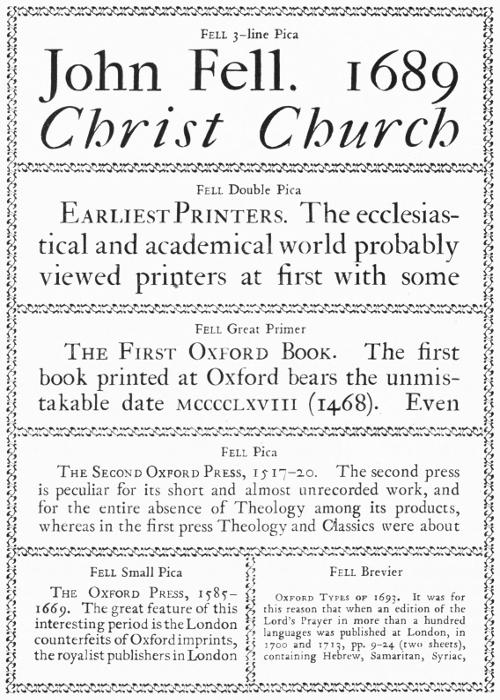 Fell 3-line Pica
John Fell. 1689
Christ Church
Fell Double Pica
Earliest Printers. The ecclesias-
tical and academical world probably
viewed printers at first with some
Fell Great Primer
The First Oxford Book. The first
book printed at Oxford bears the unmis-
takable date mccccLxviii (1468). Even
Fell Pica
The Second Oxford Press, 1517–20. The second press
is peculiar for its short and almost unrecorded work, and
for the entire absence of Theology among its products,
whereas in the first press Theology and Classics were about
Fell Small Pica
The Oxford Press, 1585–
1669. The great feature of this
interesting period is the London
counterfeits of Oxford imprints,
the royalist publishers in London
Fell Brevier
Oxford Types of 1693. It was for
this reason that when an edition of the
Lord's Prayer in more than a hundred
languages was published at London, in
1700 and 1713, pp. 9–24 (two sheets),
containing Hebrew, Samaritan, Syriac,